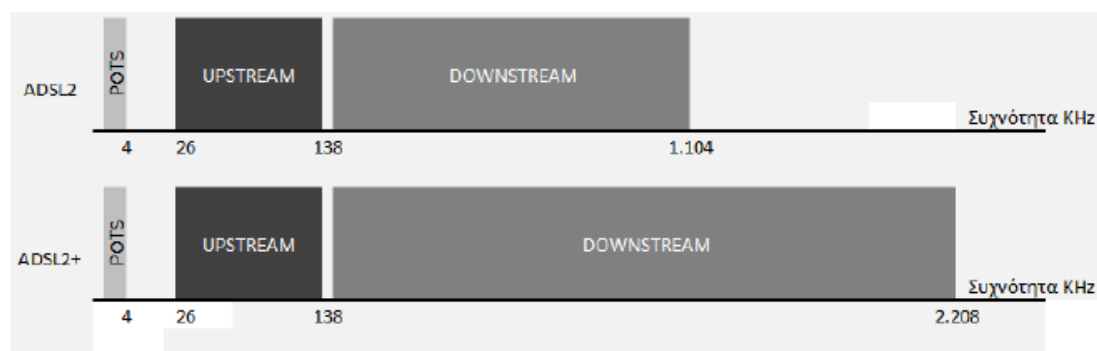 ADSL2
POTS
UPSTREAM
DOWNSTREAM
Συχνότητα KHz
4 26 138 1.104
ADSL2+
POTS
UPSTREAM
DOWNSTREAM
Συχνότητα KHz
4 26 138 2.208